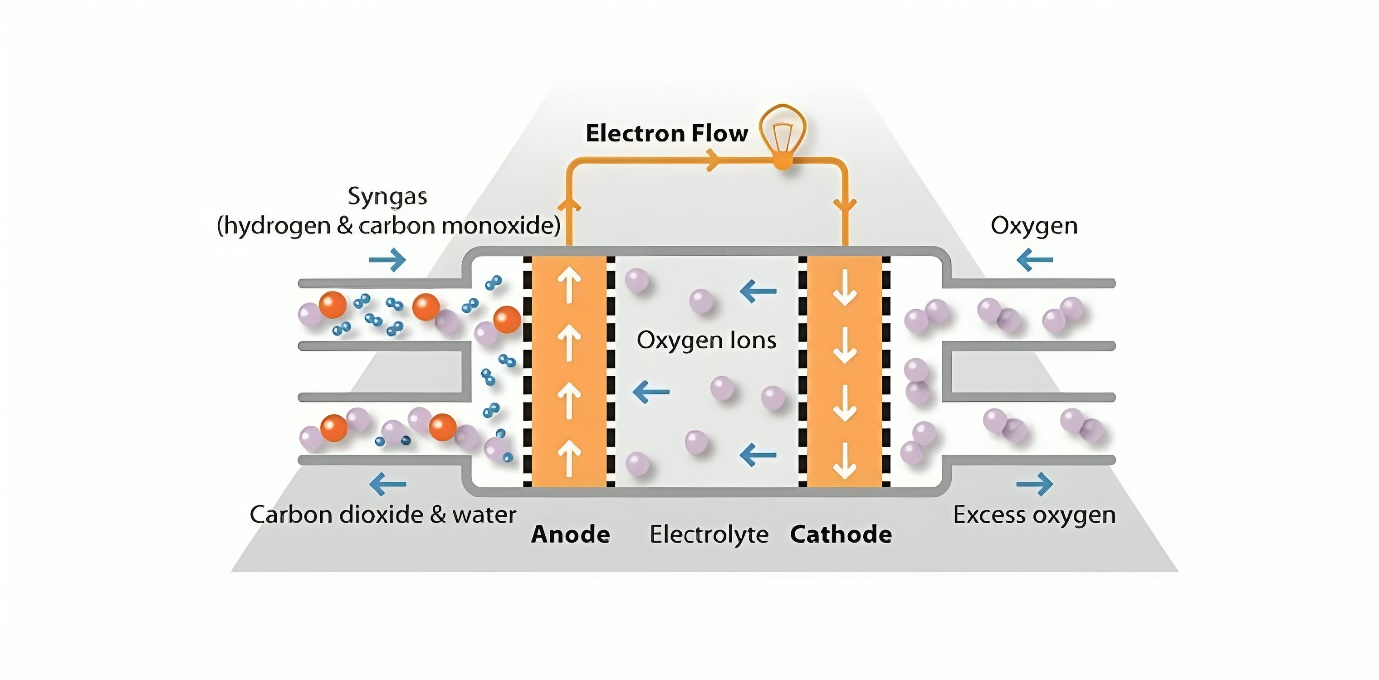 Electron Flow
Syngas
(hydrogen & carbon monoxide)
Oxygen
Oxygen Ions
Carbon dioxide & water
Excess oxygen
Anode
Electrolyte
Cathode